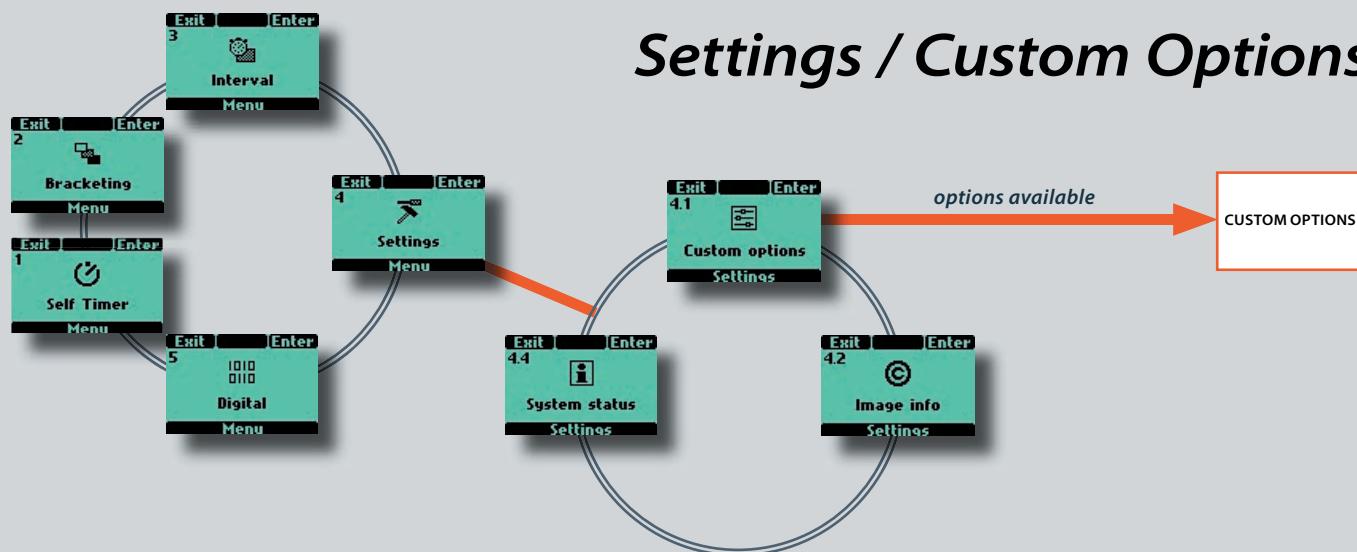 Settings / Custom Options
Exit Enter
3
Interval
Menu
Exit Enter
2
Bracketing
Menu
Exit Enter
1
Self Timer
Menu
Exit Enter
4
Settings
Menu
Exit Enter
5
1010
0110
Digital
Menu
Exit Enter
4.1
Custom options
Settings
options available
CUSTOM OPTIONS
Exit Enter
4.4
System status
Settings
Exit Enter
4.2
©
Image info
Settings